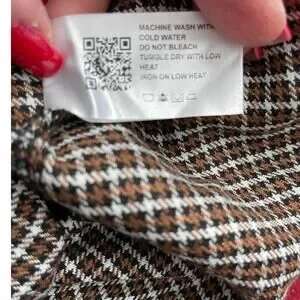 MACHINE WASH WITH
COLD WATER
DO NOT BLEACH
TUMBLE DRY WITH LOW
HEAT
IRON ON LOW HEAT